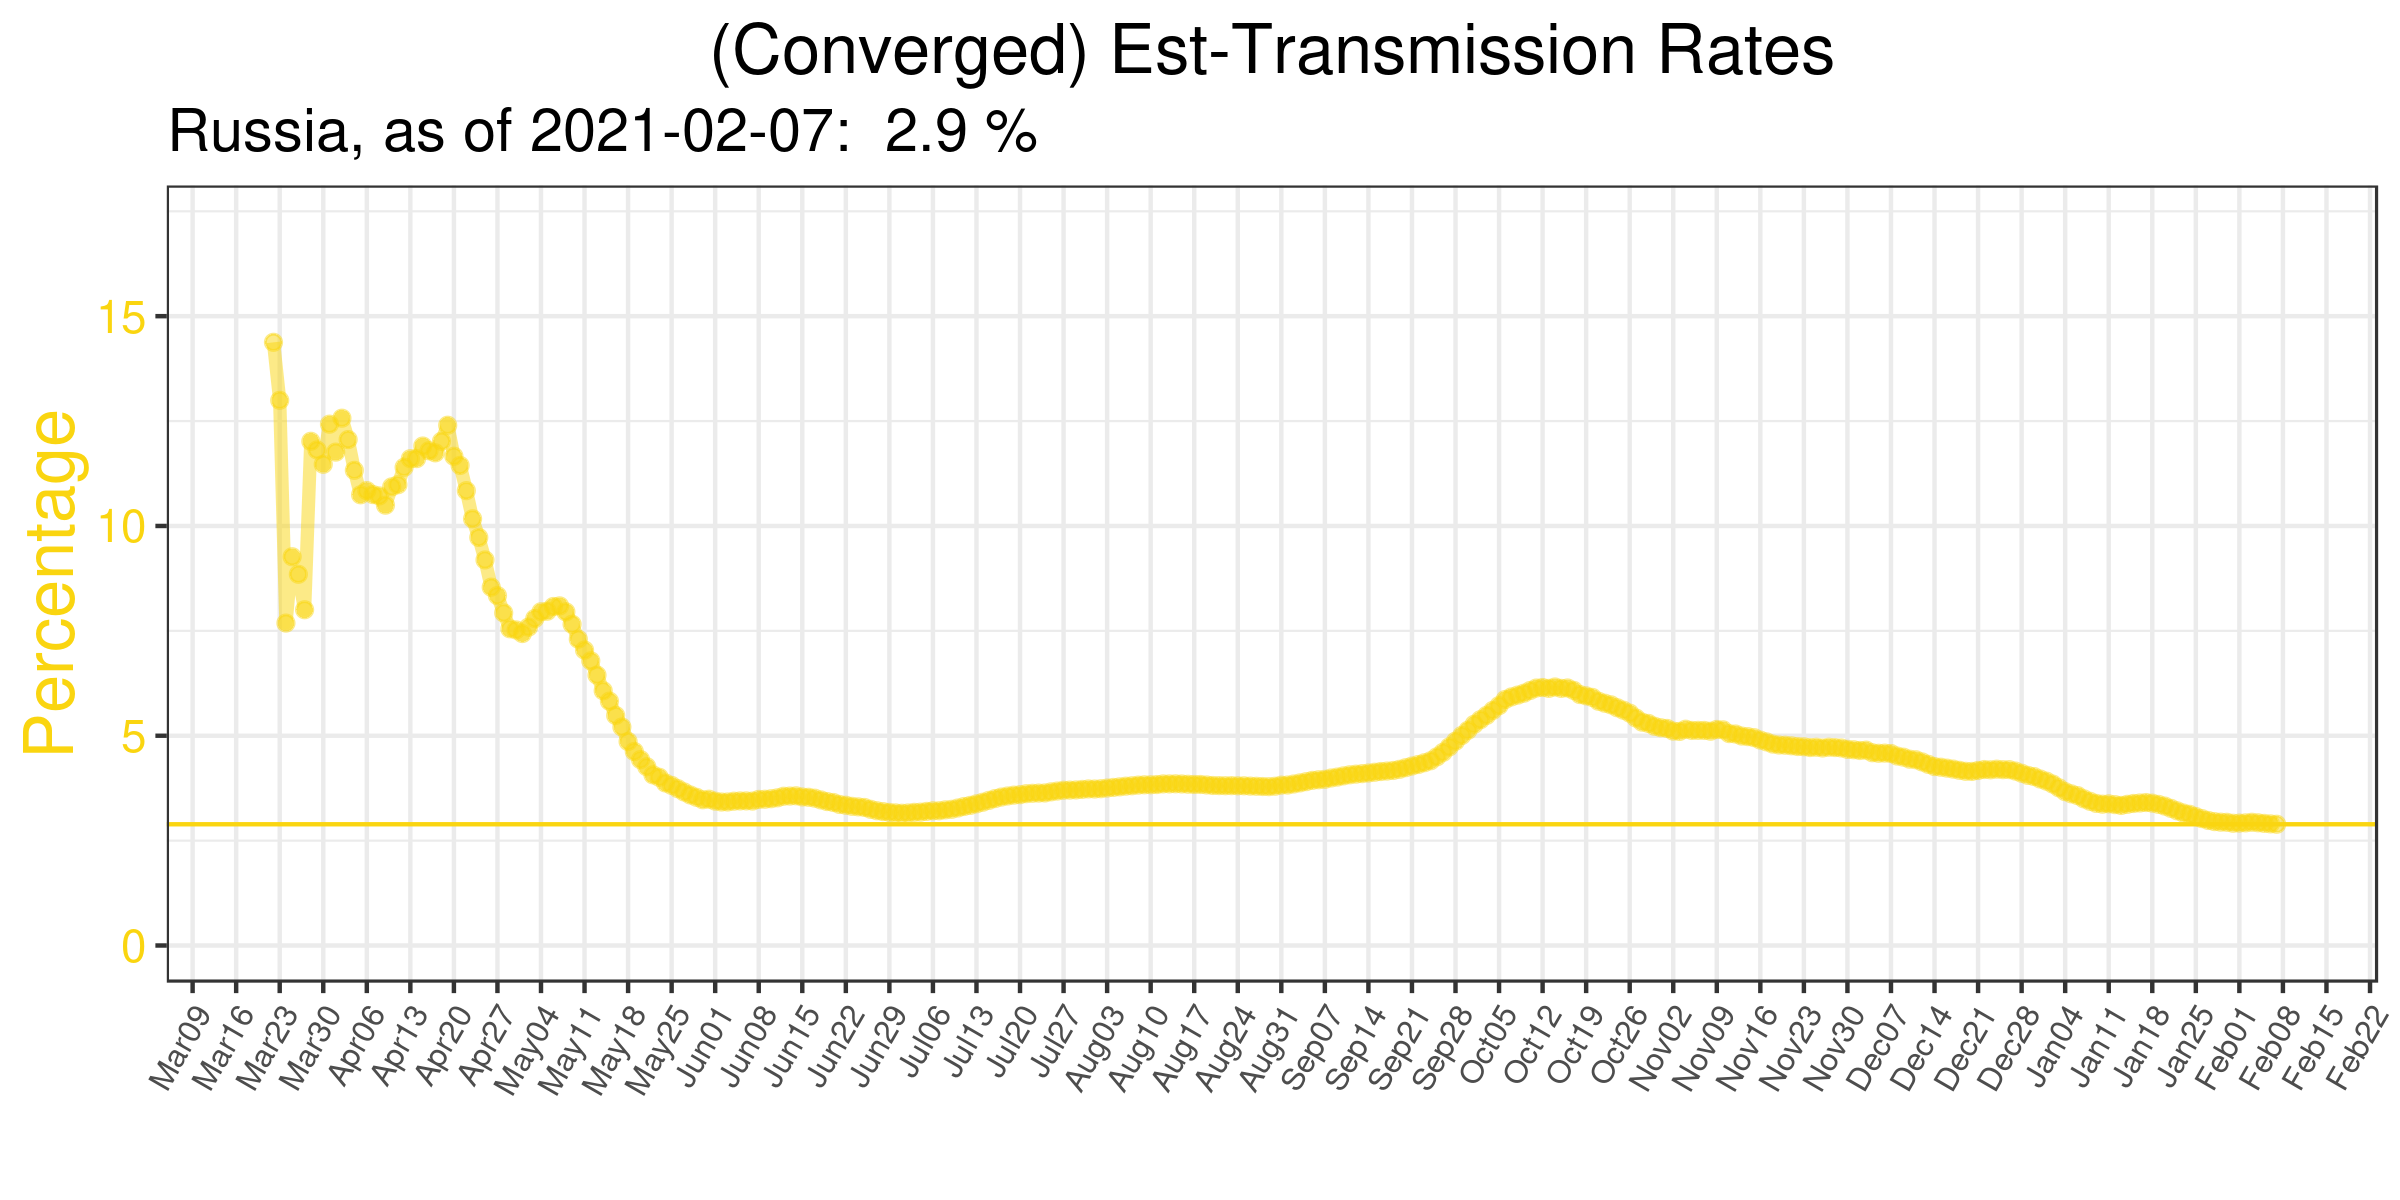 (Converged) Est-Transmission Rates
Russia, as of 2021-02-07:  2.9 %
Percentage
15
10
5
0
Mar09
Mar16
Mar23
Mar30
Apr06
Apr13
Apr20
Apr27
May04
May11
May18
May25
Jun01
Jun08
Jun15
Jun22
Jun29
Jul06
Jul13
Jul20
Jul27
Aug03
Aug10
Aug17
Aug24
Aug31
Sep07
Sep14
Sep21
Sep28
Oct05
Oct12
Oct19
Oct26
Nov02
Nov09
Nov16
Nov23
Nov30
Dec07
Dec14
Dec21
Dec28
Jan04
Jan11
Jan18
Jan25
Feb01
Feb08
Feb15
Feb22